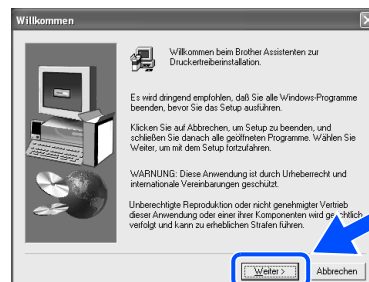 Willkommen
Willkommen beim Brother Assistenten zur
Druckertreiberinstallation.
Es wird dringend empfohlen, daß Sie alle Windows-Programme
beenden, bevor Sie das Setup ausführen.
Klicken Sie auf Abbrechen, um Setup zu beenden, und
schließen Sie danach alle geöffneten Programme. Wählen Sie
Weiter, um mit dem Setup fortzufahren.
WARNUNG: Diese Anwendung ist durch Urheberrecht und
internationale Vereinbarungen geschützt.
Unberechtigte Reproduktion oder nicht genehmigter Vertrieb
dieser Anwendung oder einer ihrer Komponenten wird gerichtlich
verfolgt und kann zu erheblichen Strafen führen.
Weiter > Abbrechen